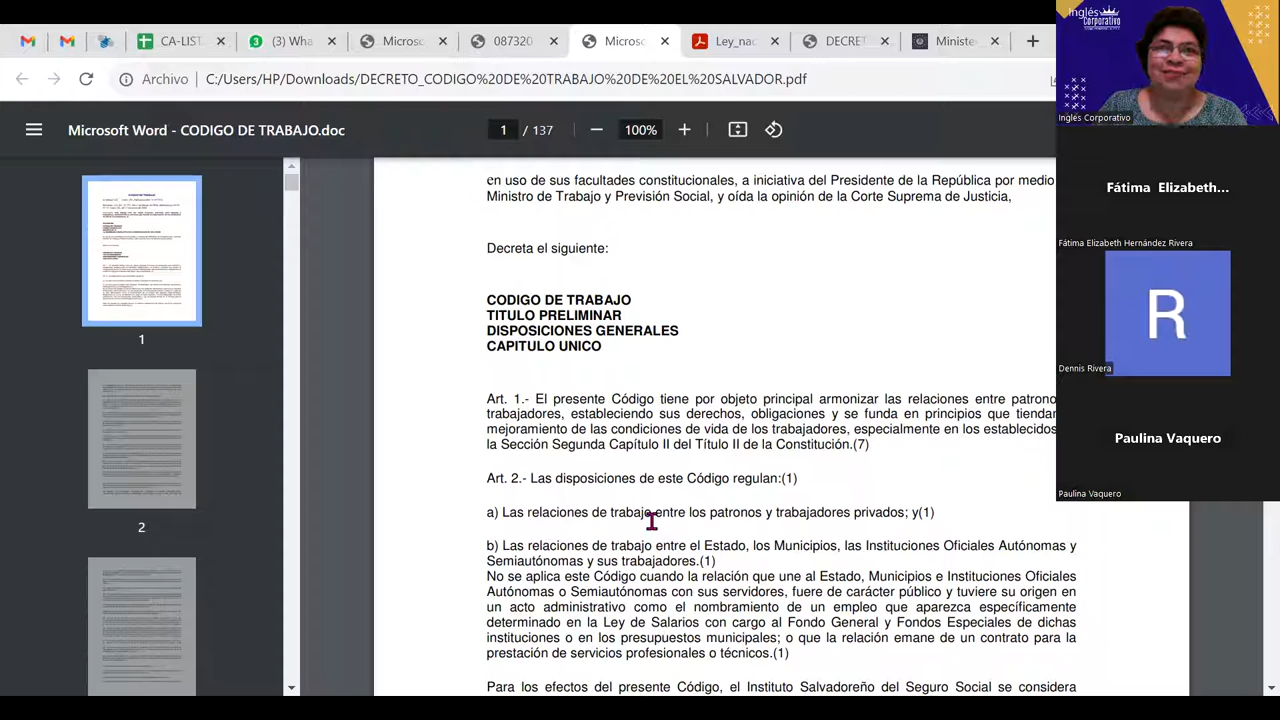 CA-LIST
(3) Wha
087320
Microsc
Ley_nac
DECRET
Ministe
Archivo
C:/Users/HP/Downloads/DECRETO_CODIGO%20DE%20TRABAJO%20DE%20EL%20SALVADOR.pdf
Microsoft Word - CODIGO DE TRABAJO.doc
1 / 137
100%
1
2
en uso de sus facultades constitucionales, a iniciativa del Presidente de la República por medio
Ministro de Trabajo y Previsión Social, y oída la opinión de la Corte Suprema de Justicia,
Decreta el siguiente:
CODIGO DE TRABAJO
TITULO PRELIMINAR
DISPOSICIONES GENERALES
CAPITULO UNICO
Art. 1.- El presente Código tiene por objeto principal armonizar las relaciones entre patrono
trabajadores, estableciendo sus derechos, obligaciones y se funda en principios que tiendan
mejoramiento de las condiciones de vida de los trabajadores, especialmente en los establecidos
la Sección Segunda Capítulo II del Título II de la Constitución.(7)
Art. 2.- Las disposiciones de este Código regulan:(1)
a) Las relaciones de trabajo entre los patronos y trabajadores privados; y(1)
b) Las relaciones de trabajo entre el Estado, los Municipios, las Instituciones Oficiales Autónomas y
Semiautónomas y sus trabajadores.(1)
No se aplica este Código cuando la relación que une al Estado, Municipios e Instituciones Oficiales
Autónomas o Semiautónomas con sus servidores, fuere de carácter público y tuviere su origen en
un acto administrativo como el nombramiento de un empleo que aparezca específicamente
determinado en la Ley de Salarios con cargo al Fondo General y Fondos Especiales de dichas
instituciones o en los presupuestos municipales; o que la relación emane de un contrato para la
prestación de servicios profesionales o técnicos.(1)
Para los efectos del presente Código, el Instituto Salvadoreño del Seguro Social se considera
Inglés
Corporativo
Inglés Corporativo
Fátima Elizabeth...
Fátima Elizabeth Hernández Rivera
R
Dennis Rivera
Paulina Vaquero
Paulina Vaquero